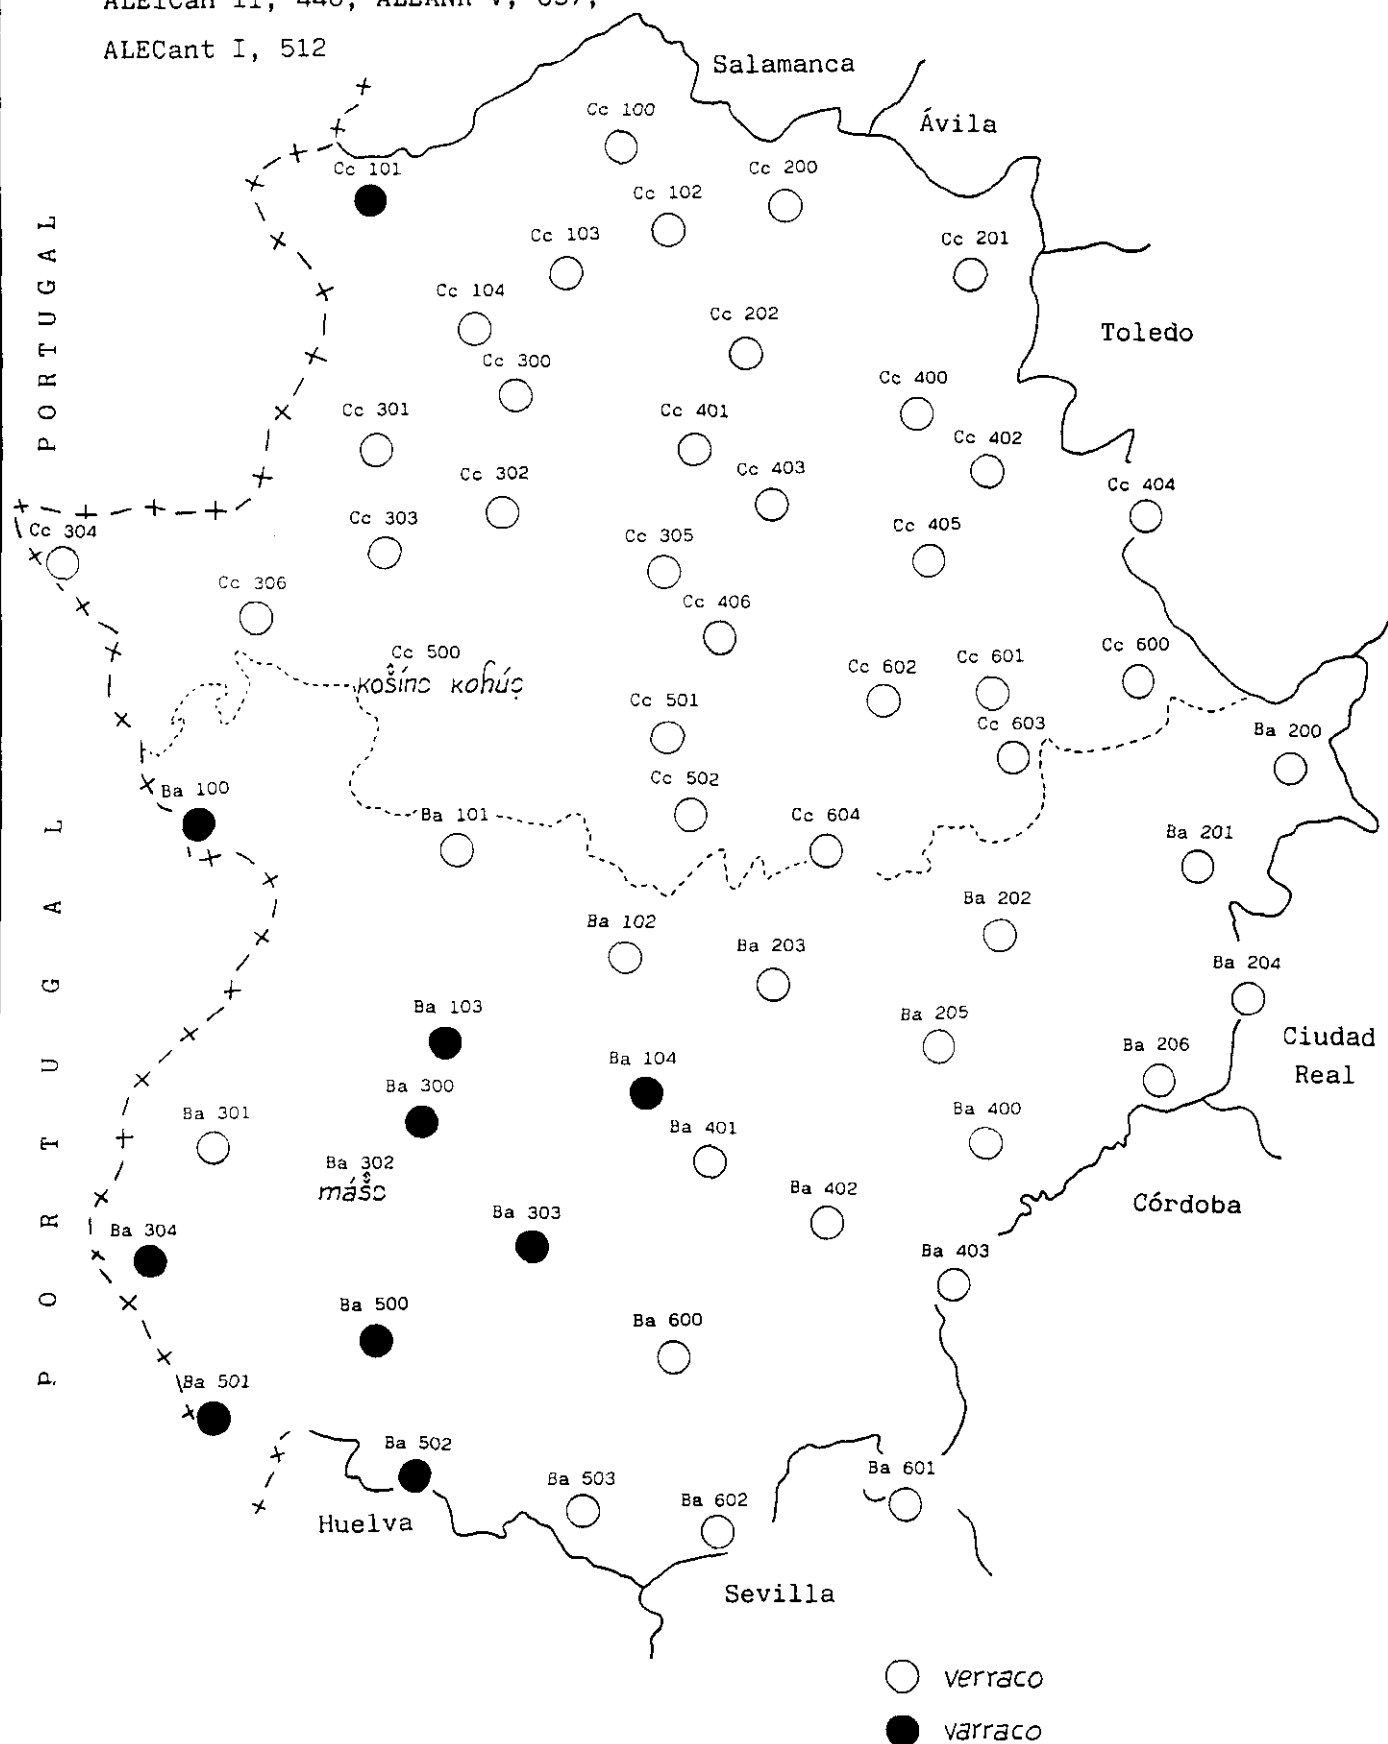 ALECant I, 512
Salamanca
Cc 100
Ávila
Cc 101
Cc 200
Cc 102
Cc 103
Cc 201
Cc 104
Cc 202
Toledo
Cc 300
Cc 400
Cc 301
Cc 401
Cc 402
PORTUGAL
Cc 302
Cc 403
Cc 404
Cc 303
Cc 405
Cc 304
Cc 305
Cc 306
Cc 406
Cc 500
Cc 600
Cc 601
Cc 602
Cc 501
Cc 603
Ba 200
Cc 502
Ba 100
Ba 101
Cc 604
Ba 201
Ba 202
Ba 102
Ba 203
Ba 204
Ba 103
Ba 205
Ciudad
Real
Ba 206
Ba 104
Ba 300
Ba 301
Ba 400
Ba 401
PORTUGAL
Ba 302
Ba 402
Córdoba
Ba 303
Ba 304
Ba 403
Ba 500
Ba 600
Ba 501
Ba 502
Ba 601
Ba 503
Ba 602
Huelva
Sevilla
verraco
varraco